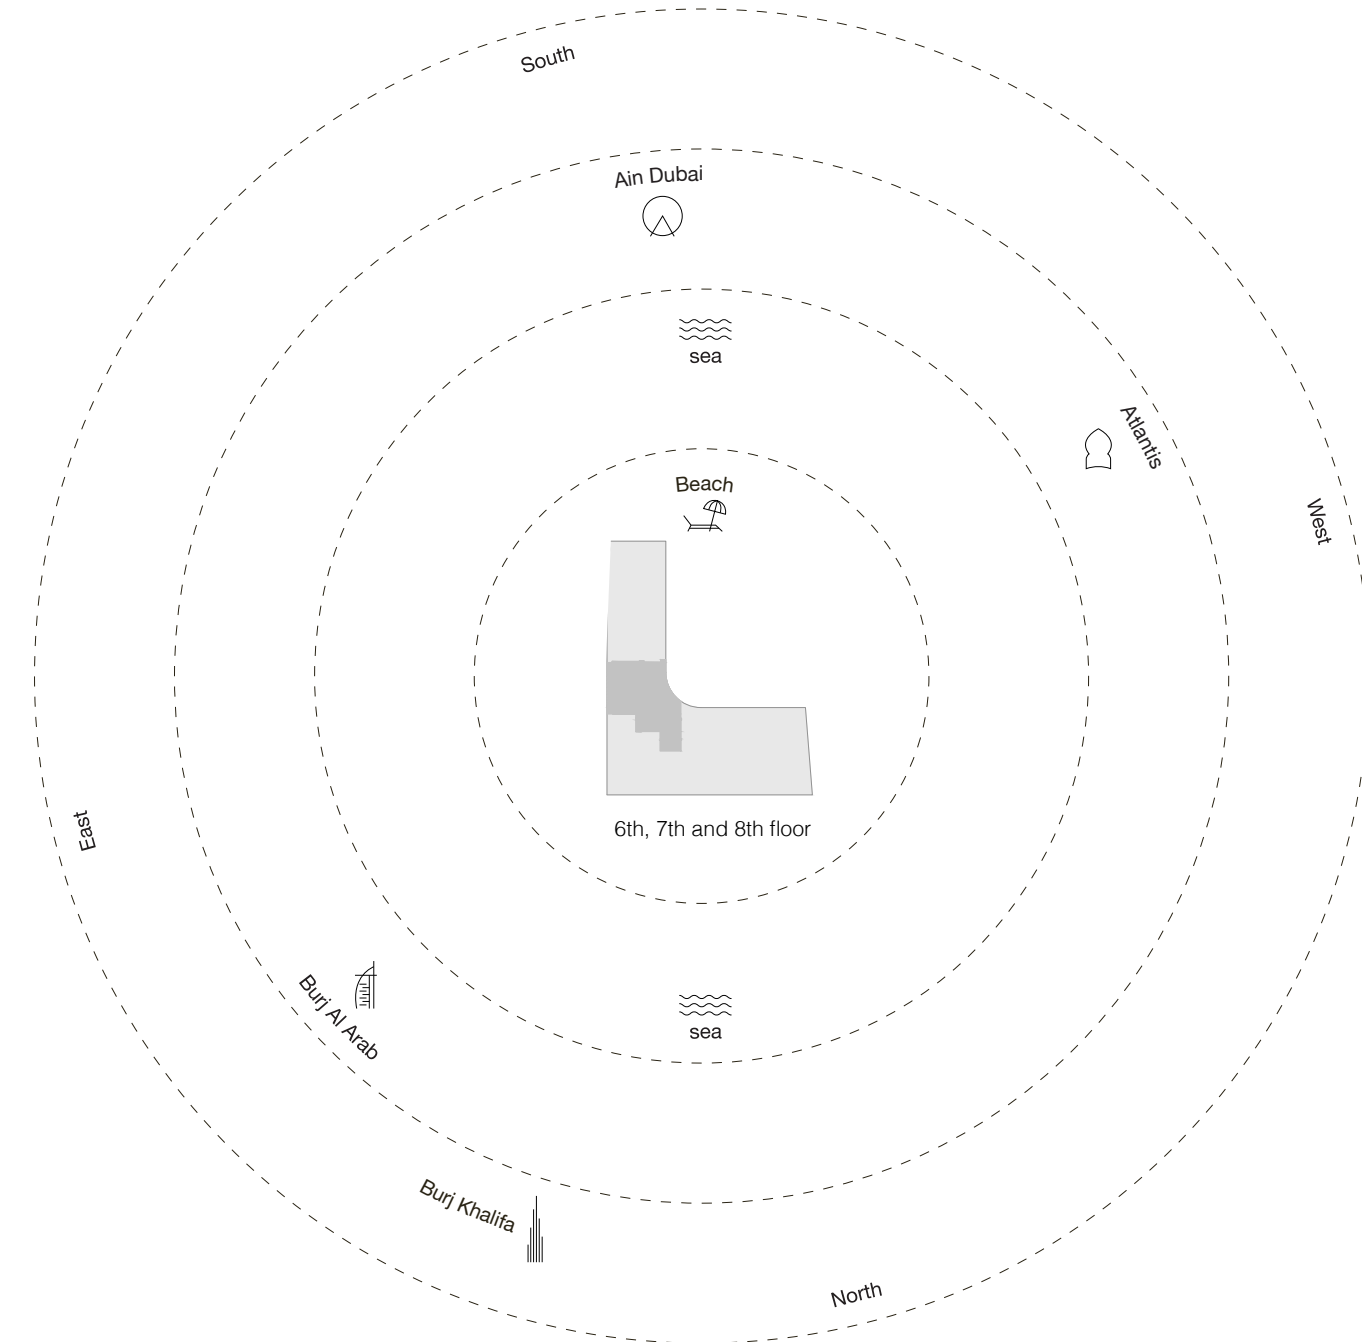 South
Ain Dubai
sea
Atlantis
Beach
West
6th, 7th and 8th floor
East
Burj Al Arab
sea
Burj Khalifa
North